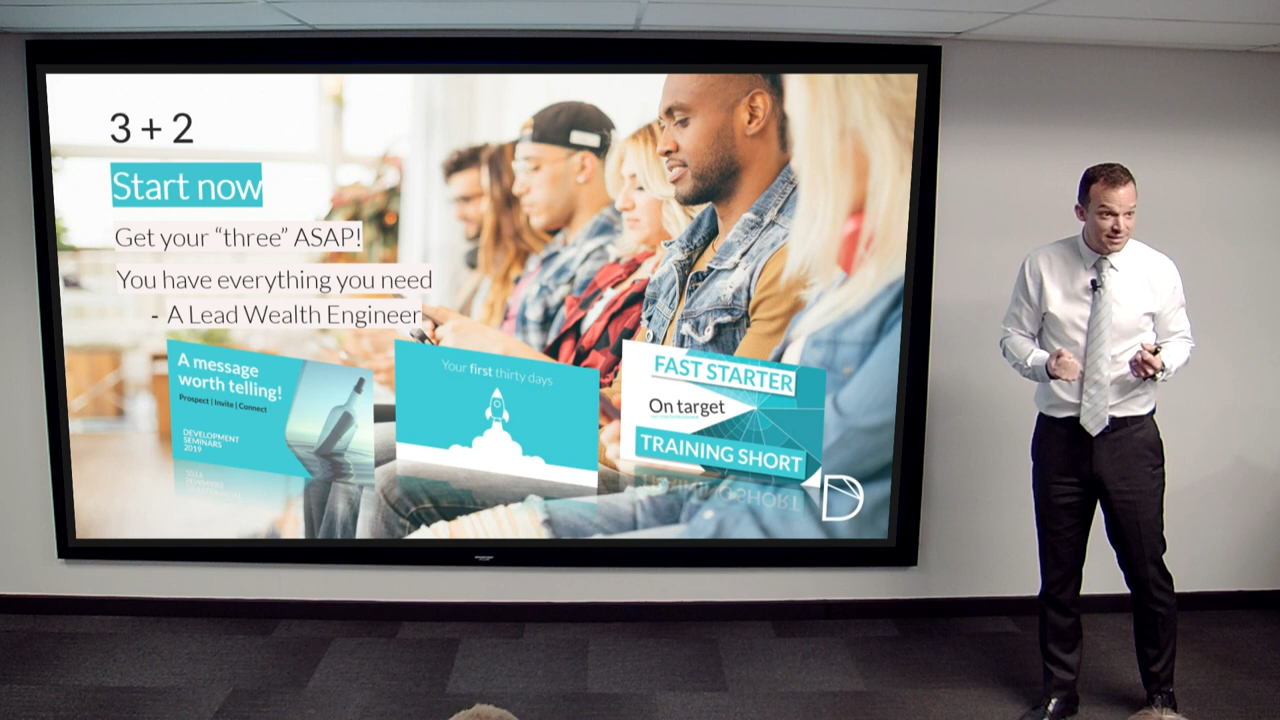 3 + 2
Start now
Get your “three” ASAP!
You have everything you need
- A Lead Wealth Engineer
A message
worth telling!
Prospect | Invite | Connect
DEVELOPMENT
SEMINARS
2019
Your first thirty days
FAST STARTER
On target
TRAINING SHORT
D